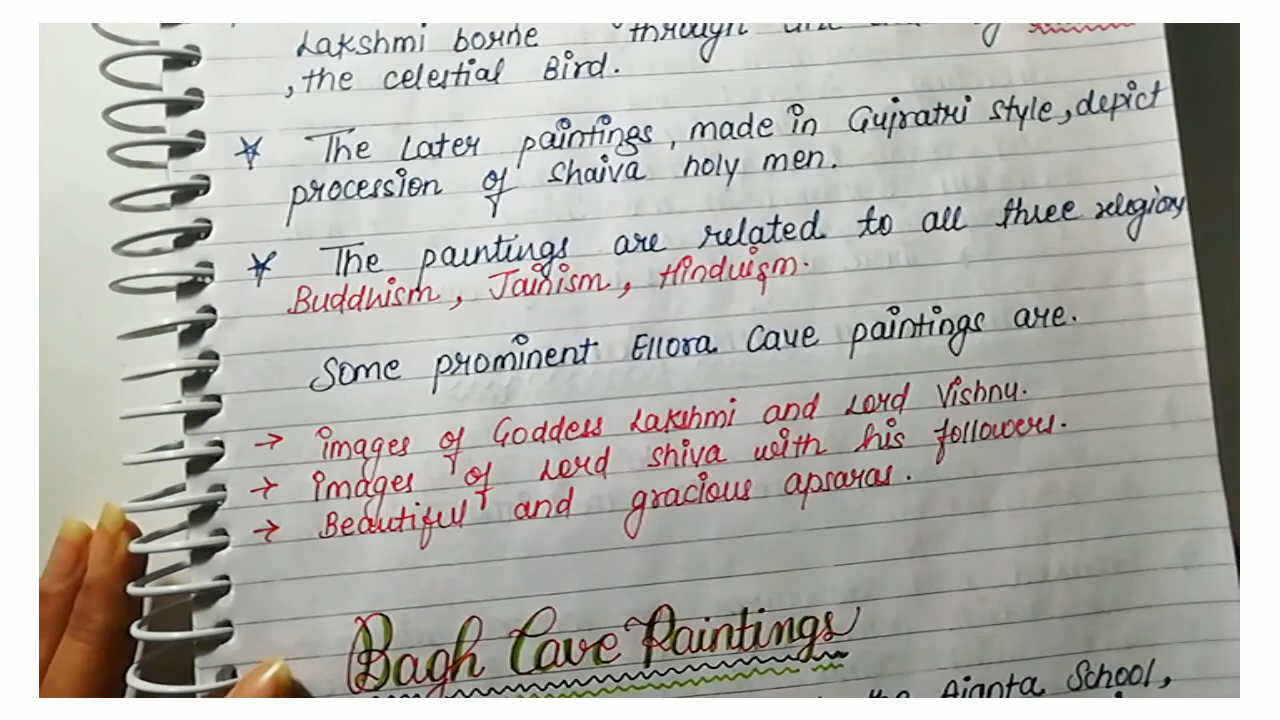 Lakshmi borne through
, the celestial Bird.
☆ The Later paintings, made in Gujratri style, depict
procession of Shaiva holy men.
☆ The paintings are related to all three religions
Buddhism, Jainism, Hinduism.
Some prominent Ellora Cave paintings are.
→ images of Goddess Lakshmi and Lord Vishnu.
→ images of Lord shiva with his followers.
→ Beautiful and gracious apsaras.
Bagh Cave Paintings
the Ajanta School,